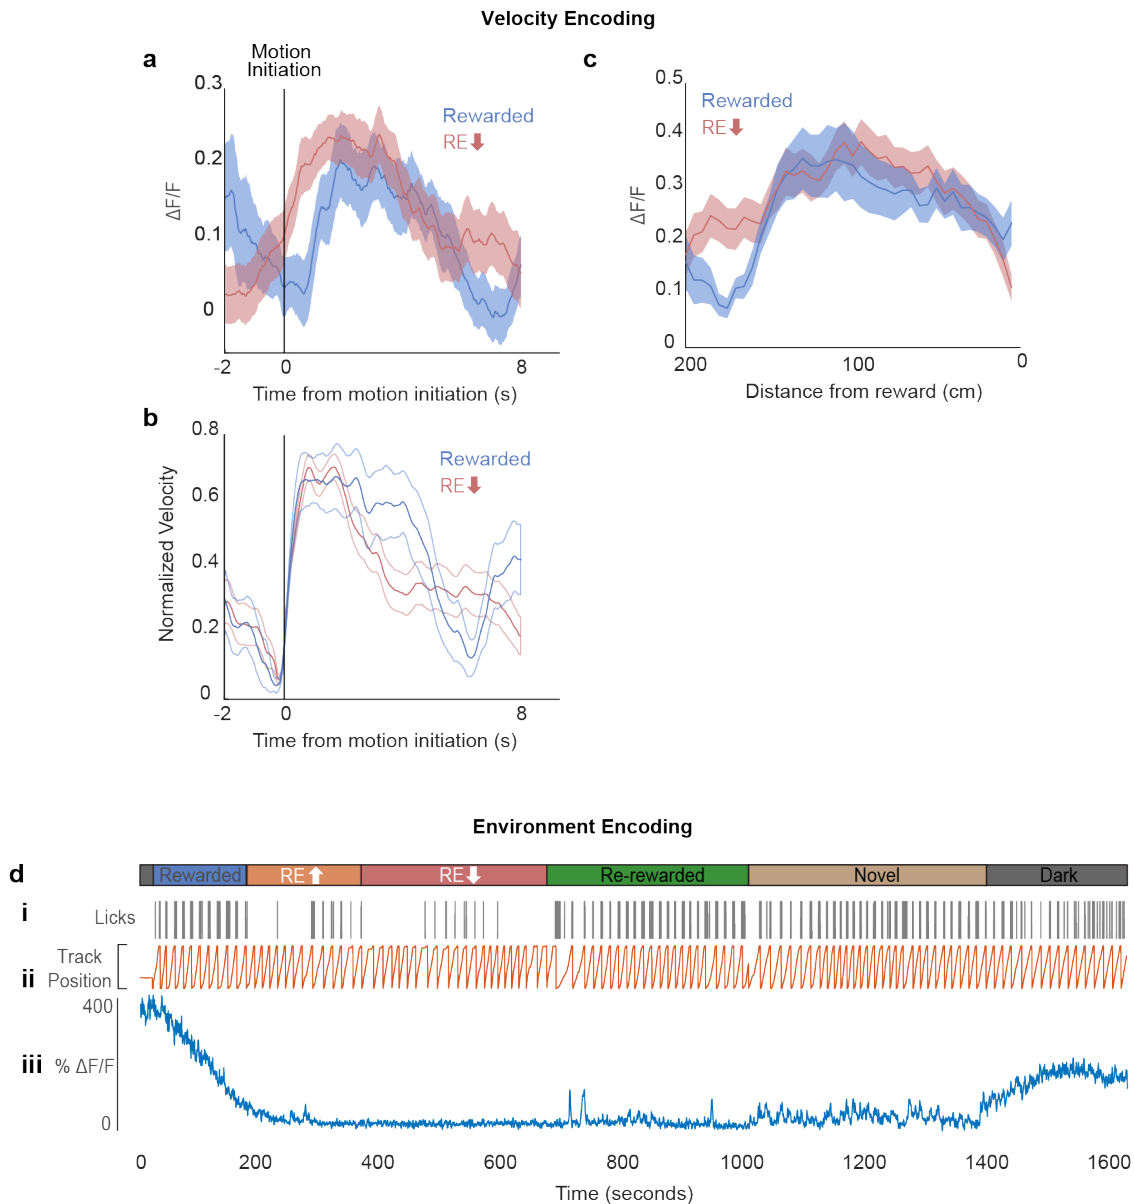 Velocity Encoding
a
Motion
Initiation
0.3
0.2
0.1
0
ΔF/F
Rewarded
RE
-2
0
8
Time from motion initiation (s)
c
0.5
0.4
0.3
0.2
0.1
0
ΔF/F
Rewarded
RE
200
100
0
Distance from reward (cm)
b
0.8
0.6
0.4
0.2
0
Normalized Velocity
Rewarded
RE
-2
0
8
Time from motion initiation (s)
Environment Encoding
d
Rewarded
RE
RE
Re-rewarded
Novel
Dark
i
Licks
ii
Track
Position
iii
400
% ΔF/F
0
0 200 400 600 800 1000 1200 1400 1600
Time (seconds)